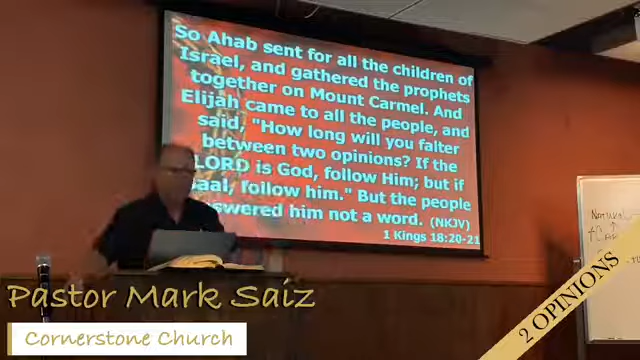 So Ahab sent for all the children of
Israel, and gathered the prophets
together on Mount Carmel. And
Elijah came to all the people, and
said, "How long will you falter
between two opinions? If the
LORD is God, follow Him; but if
Baal, follow him." But the people
answered him not a word. (NKJV)
1 Kings 18:20-21
NATURAL
Pastor Mark Saiz
Cornerstone Church
2 OPINIONS